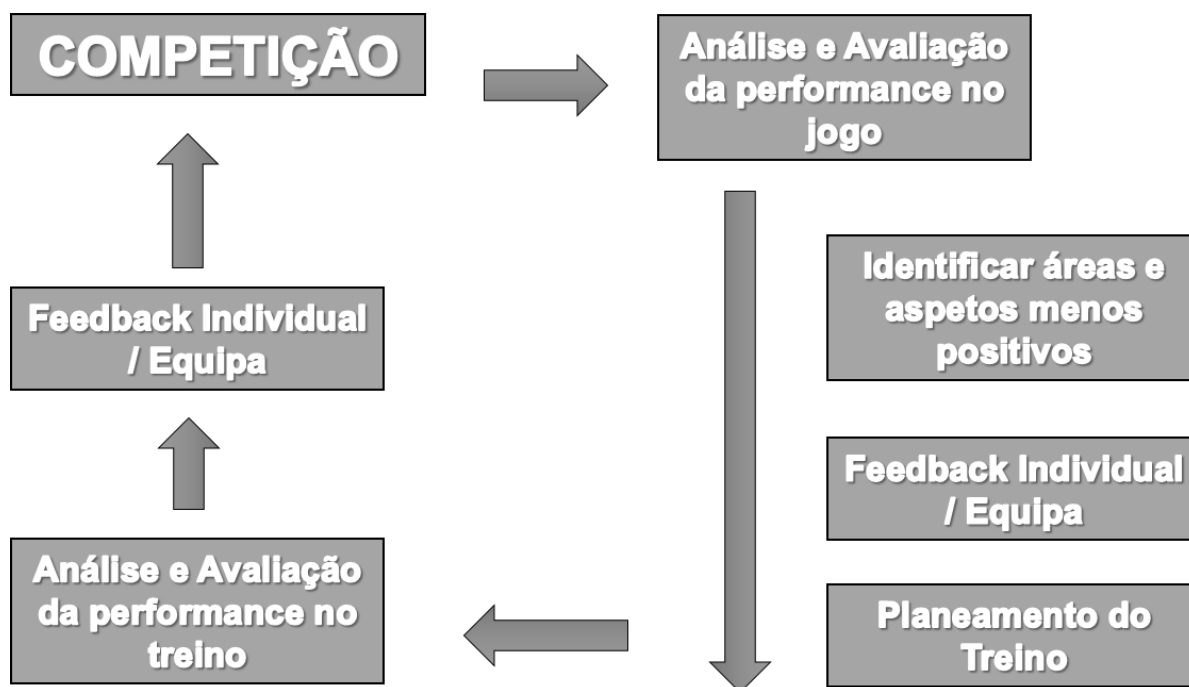 COMPETIÇÃO
Análise e Avaliação
da performance no
jogo
Identificar áreas e
aspetos menos
positivos
Feedback Individual
/ Equipa
Planeamento do
Treino
Análise e Avaliação
da performance no
treino
Feedback Individual
/ Equipa